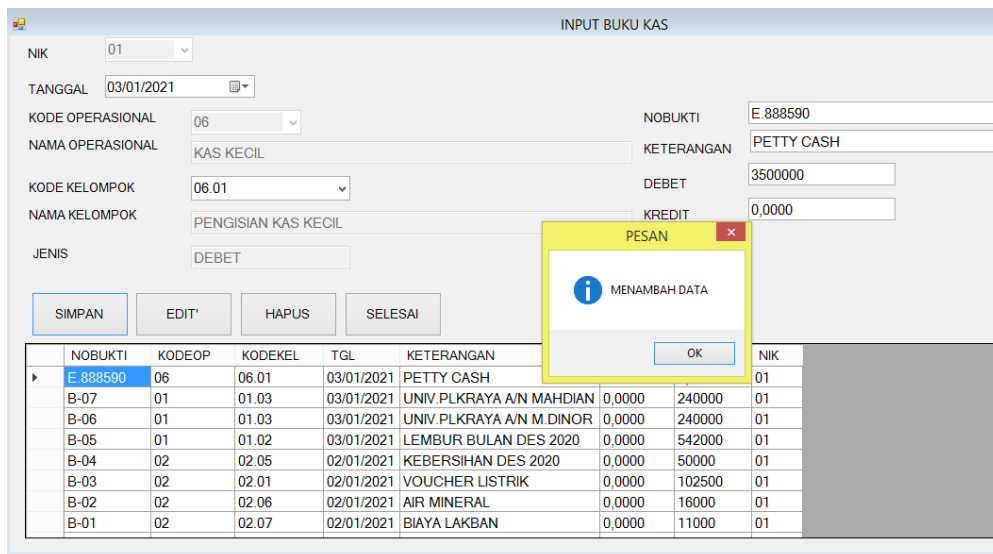 INPUT BUKU KAS
NIK 01
TANGGAL 03/01/2021
KODE OPERASIONAL 06
NAMA OPERASIONAL KAS KECIL
KODE KELOMPOK 06.01
NAMA KELOMPOK PENGISIAN KAS KECIL
JENIS DEBET
NOBUKTI E.888590
KETERANGAN PETTY CASH
DEBET 3500000
KREDIT 0,0000
PESAN
MENAMBAH DATA
OK
SIMPAN EDIT' HAPUS SELESAI
NOBUKTI KODEOP KODEKEL TGL KETERANGAN NIK
E.888590 06 06.01 03/01/2021 PETTY CASH 01
B-07 01 01.03 03/01/2021 UNIV.PLKRAYA A/N MAHDIAN 0,0000 240000 01
B-06 01 01.03 03/01/2021 UNIV.PLKRAYA A/N M.DINOR 0,0000 240000 01
B-05 01 01.02 03/01/2021 LEMBUR BULAN DES 2020 0,0000 542000 01
B-04 02 02.05 02/01/2021 KEBERSIHAN DES 2020 0,0000 50000 01
B-03 02 02.01 02/01/2021 VOUCHER LISTRIK 0,0000 102500 01
B-02 02 02.06 02/01/2021 AIR MINERAL 0,0000 16000 01
B-01 02 02.07 02/01/2021 BIAYA LAKBAN 0,0000 11000 01